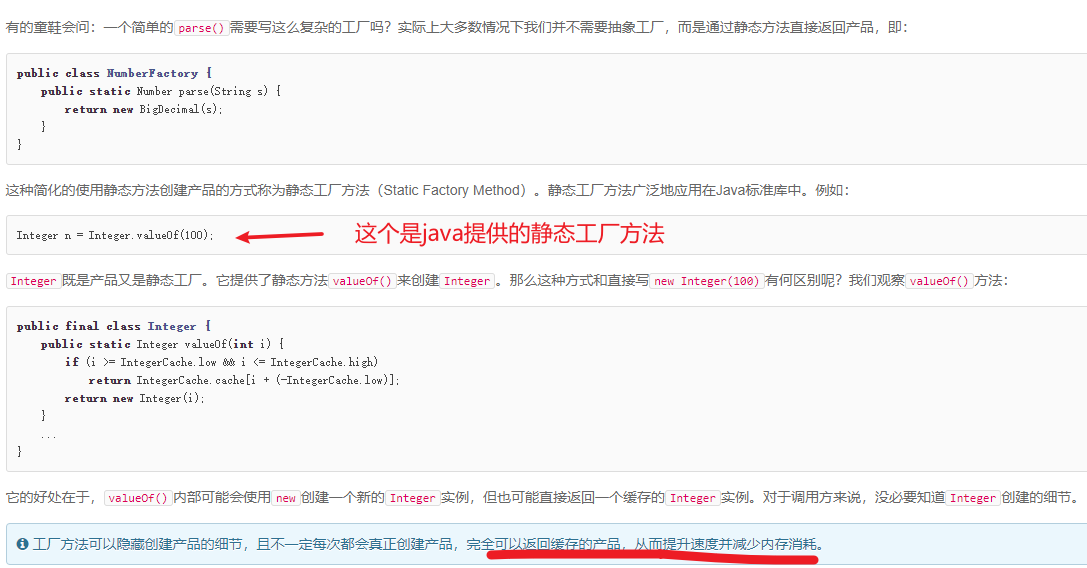 有的童鞋会问：一个简单的parse()需要写这么复杂的工厂吗？实际上大多数情况下我们并不需要抽象工厂，而是通过静态方法直接返回产品，即：
public class NumberFactory {
    public static Number parse(String s) {
        return new BigDecimal(s);
    }
}
这种简化的使用静态方法创建产品的方式称为静态工厂方法（Static Factory Method）。静态工厂方法广泛地应用在Java标准库中。例如：
Integer n = Integer.valueOf(100); 这个是java提供的静态工厂方法
Integer既是产品又是静态工厂。它提供了静态方法valueOf()来创建Integer。那么这种方式和直接写new Integer(100)有何区别呢？我们观察valueOf()方法：
public final class Integer {
    public static Integer valueOf(int i) {
        if (i >= IntegerCache.low && i <= IntegerCache.high)
            return IntegerCache.cache[i + (-IntegerCache.low)];
        return new Integer(i);
    }
    ...
}
它的好处在于，valueOf()内部可能会使用new创建一个新的Integer实例，但也可能直接返回一个缓存的Integer实例。对于调用方来说，没必要知道Integer创建的细节。
工厂方法可以隐藏创建产品的细节，且不一定每次都会真正创建产品，完全可以返回缓存的产品，从而提升速度并减少内存消耗。